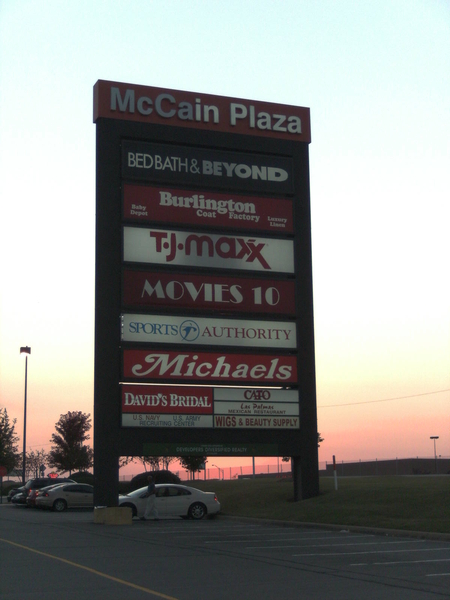 McCain Plaza
BED BATH & BEYOND
Burlington
Baby Depot
Coat Factory
Luxury Linen
T·J·maxx
MOVIES 10
SPORTS AUTHORITY
Michaels
DAVID'S BRIDAL
CATO
Las Palmas
MEXICAN RESTAURANT
U.S. NAVY RECRUITING CENTER
U.S. ARMY
WIGS & BEAUTY SUPPLY